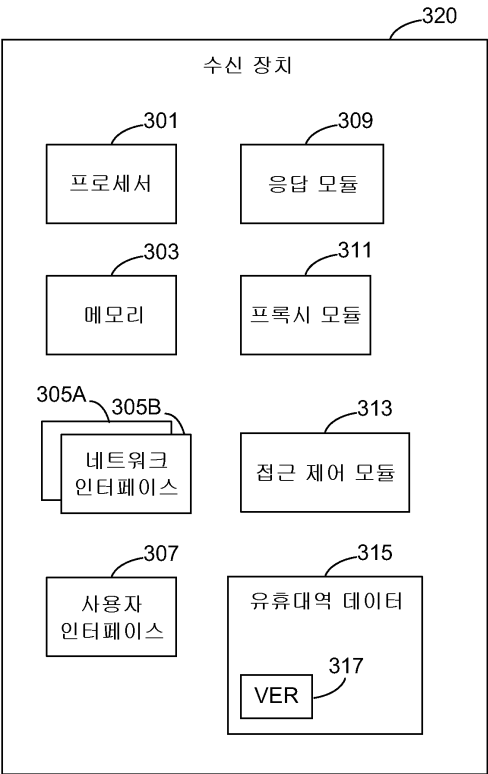 320
수신 장치
301
프로세서
309
응답 모듈
303
메모리
311
프록시 모듈
305A
305B
네트워크
인터페이스
313
접근 제어 모듈
307
사용자
인터페이스
315
유휴대역 데이터
317
VER